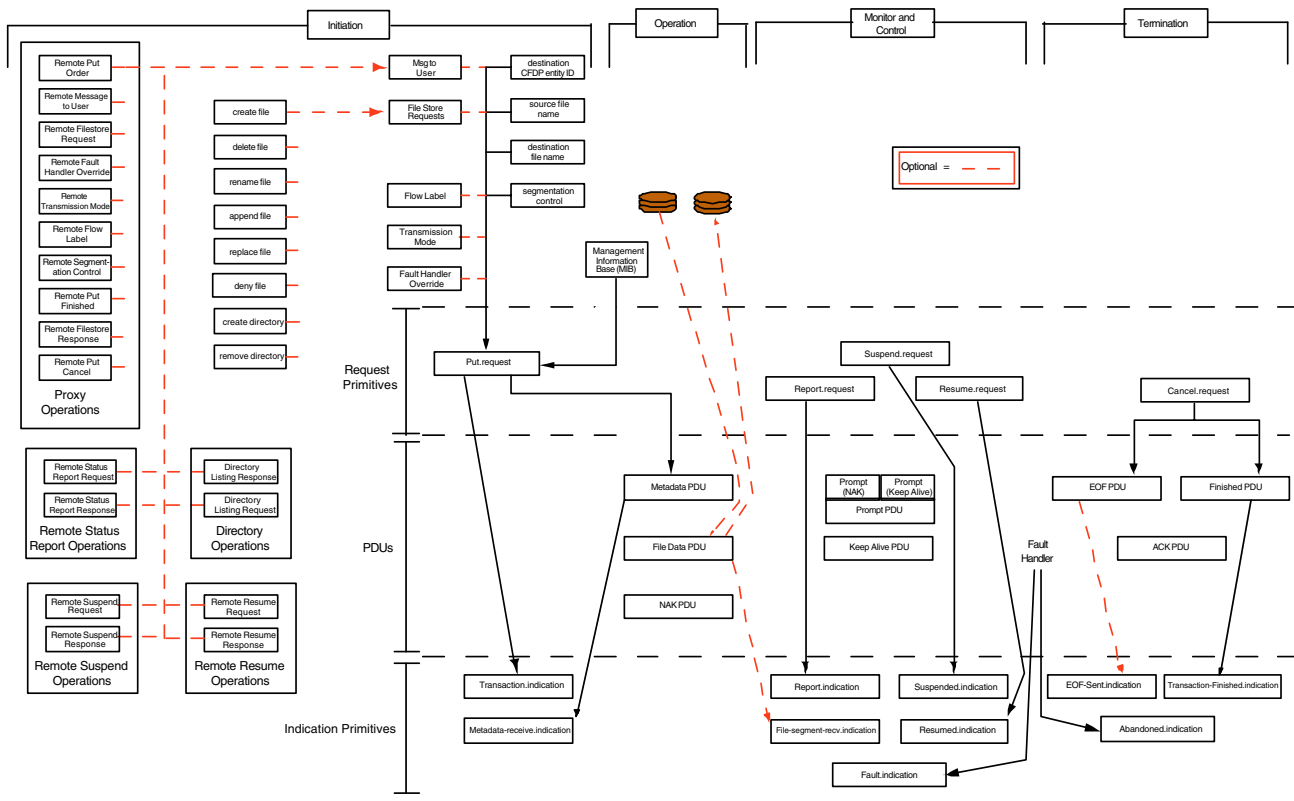 Initiation
Operation
Monitor and
Control
Termination
Remote Put
Order
Remote Message
to User
Remote Filestore
Request
Remote Fault
Handler Override
Remote
Transmission Mode
Remote Flow
Label
Remote Segment-
ation Control
Remote Put
Finished
Remote Filestore
Response
Remote Put
Cancel
Proxy
Operations
create file
delete file
rename file
append file
replace file
deny file
create directory
remove directory
Msg to
User
File Store
Requests
Flow Label
Transmission
Mode
Fault Handler
Override
destination
CFDP entity ID
source file
name
destination
file name
segmentation
control
Management
Information
Base (MIB)
Optional =
Request
Primitives
Put.request
Suspend.request
Report.request
Resume.request
Cancel.request
Remote Status
Report Request
Remote Status
Report Response
Remote Status
Report Operations
Directory
Listing Response
Directory
Listing Request
Directory
Operations
PDUs
Metadata PDU
File Data PDU
NAK PDU
Prompt
(NAK)
Prompt
(Keep Alive)
Prompt PDU
Keep Alive PDU
Fault
Handler
EOF PDU
Finished PDU
ACK PDU
Remote Suspend
Request
Remote Suspend
Response
Remote Suspend
Operations
Remote Resume
Request
Remote Resume
Response
Remote Resume
Operations
Indication Primitives
Transaction.indication
Metadata-receive.indication
Report.indication
Suspended.indication
File-segment-recv.indication
Resumed.indication
Fault.indication
EOF-Sent.indication
Transaction-Finished.indication
Abandoned.indication